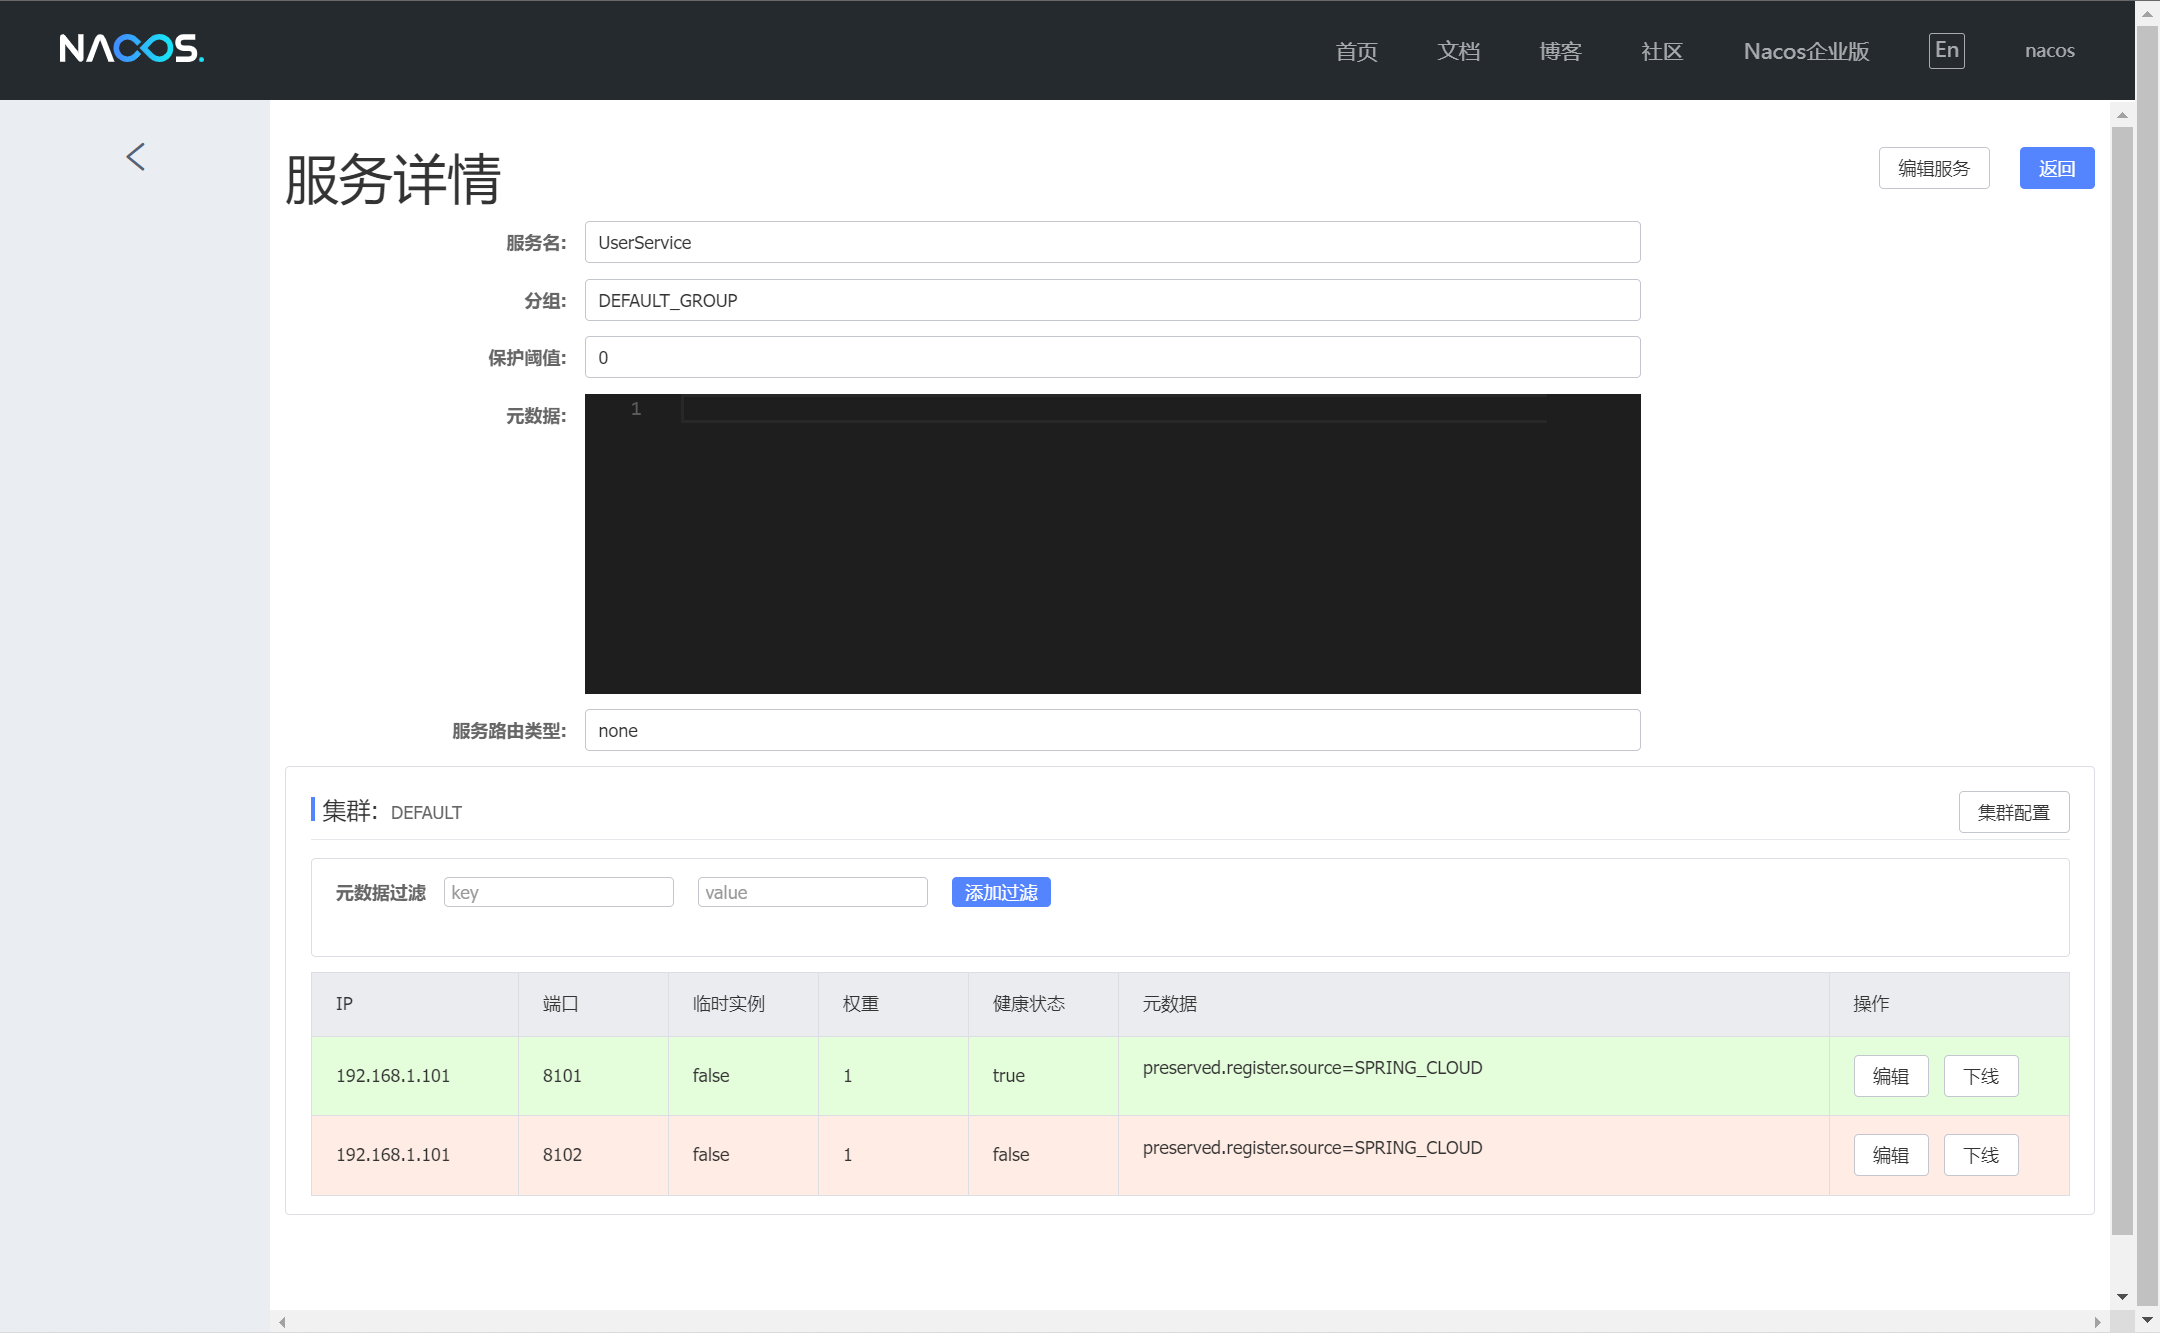 NACOS.
首页 文档 博客 社区 Nacos企业版 En nacos
服务详情
编辑服务 返回
服务名: UserService
分组: DEFAULT_GROUP
保护阈值: 0
元数据: 1
服务路由类型: none
集群: DEFAULT
集群配置
元数据过滤 key value 添加过滤
IP 端口 临时实例 权重 健康状态 元数据 操作
192.168.1.101 8101 false 1 true preserved.register.source=SPRING_CLOUD 编辑 下线
192.168.1.101 8102 false 1 false preserved.register.source=SPRING_CLOUD 编辑 下线